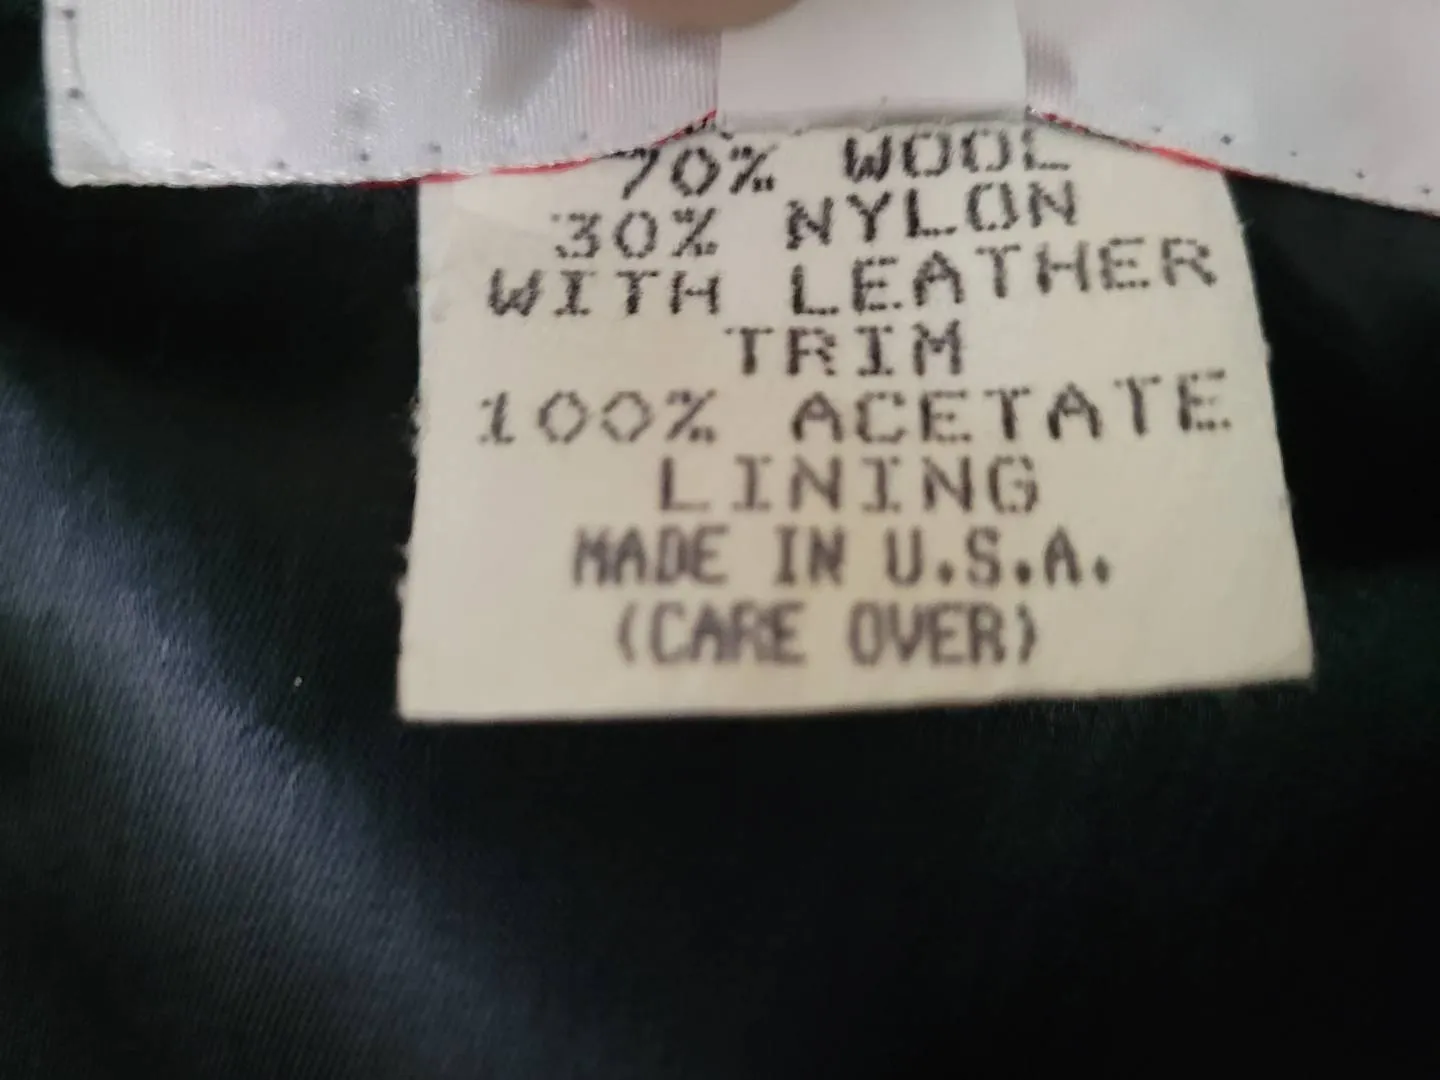 70% WOOL
30% NYLON
WITH LEATHER
TRIM
100% ACETATE
LINING
MADE IN U.S.A.
(CARE OVER)